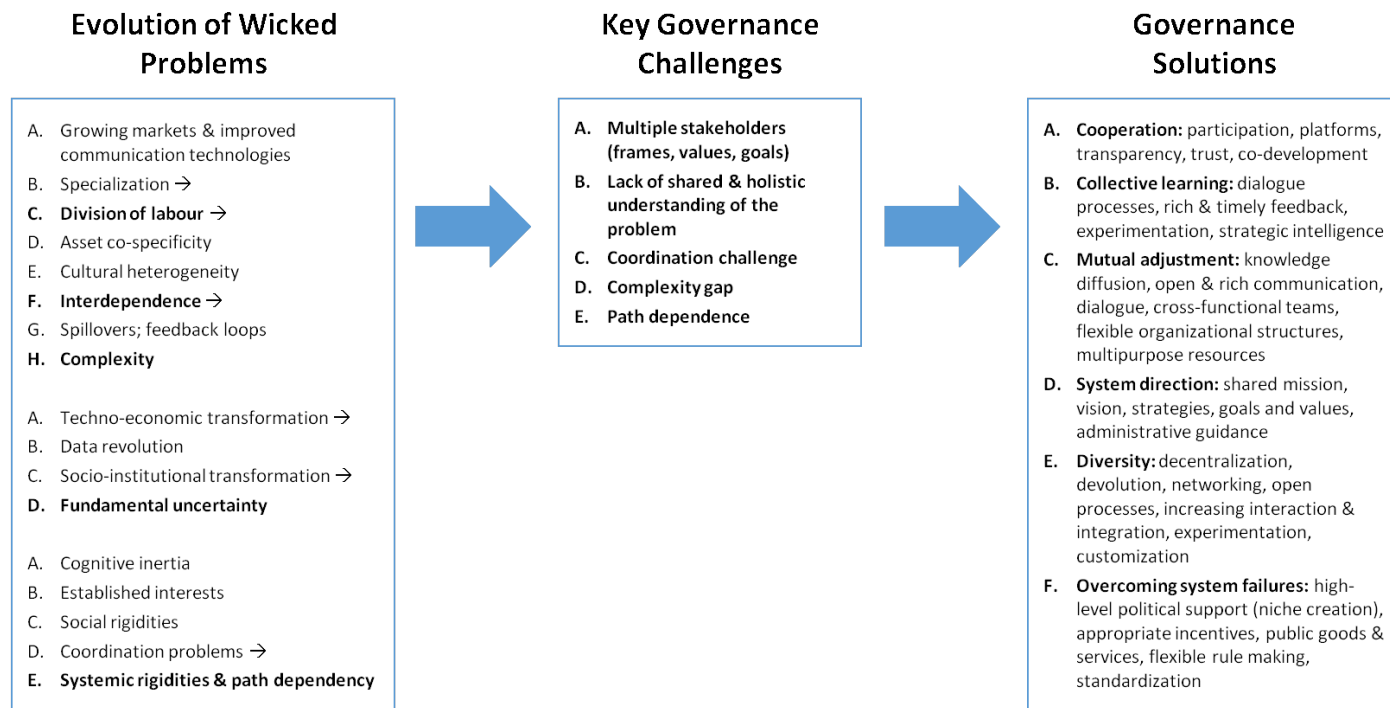 Evolution of Wicked
Problems
A. Growing markets & improved
communication technologies
B. Specialization →
C. Division of labour →
D. Asset co-specificity
E. Cultural heterogeneity
F. Interdependence →
G. Spillovers; feedback loops
H. Complexity
A. Techno-economic transformation →
B. Data revolution
C. Socio-institutional transformation →
D. Fundamental uncertainty
A. Cognitive inertia
B. Established interests
C. Social rigidities
D. Coordination problems →
E. Systemic rigidities & path dependency
Key Governance
Challenges
A. Multiple stakeholders
(frames, values, goals)
B. Lack of shared & holistic
understanding of the
problem
C. Coordination challenge
D. Complexity gap
E. Path dependence
Governance
Solutions
A. Cooperation: participation, platforms,
transparency, trust, co-development
B. Collective learning: dialogue
processes, rich & timely feedback,
experimentation, strategic intelligence
C. Mutual adjustment: knowledge
diffusion, open & rich communication,
dialogue, cross-functional teams,
flexible organizational structures,
multipurpose resources
D. System direction: shared mission,
vision, strategies, goals and values,
administrative guidance
E. Diversity: decentralization,
devolution, networking, open
processes, increasing interaction &
integration, experimentation,
customization
F. Overcoming system failures: high-
level political support (niche creation),
appropriate incentives, public goods &
services, flexible rule making,
standardization